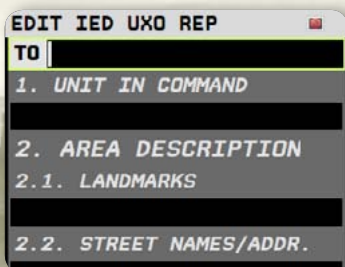 EDIT IED UXO REP
TO
1. UNIT IN COMMAND
2. AREA DESCRIPTION
2.1. LANDMARKS
2.2. STREET NAMES/ADDR.